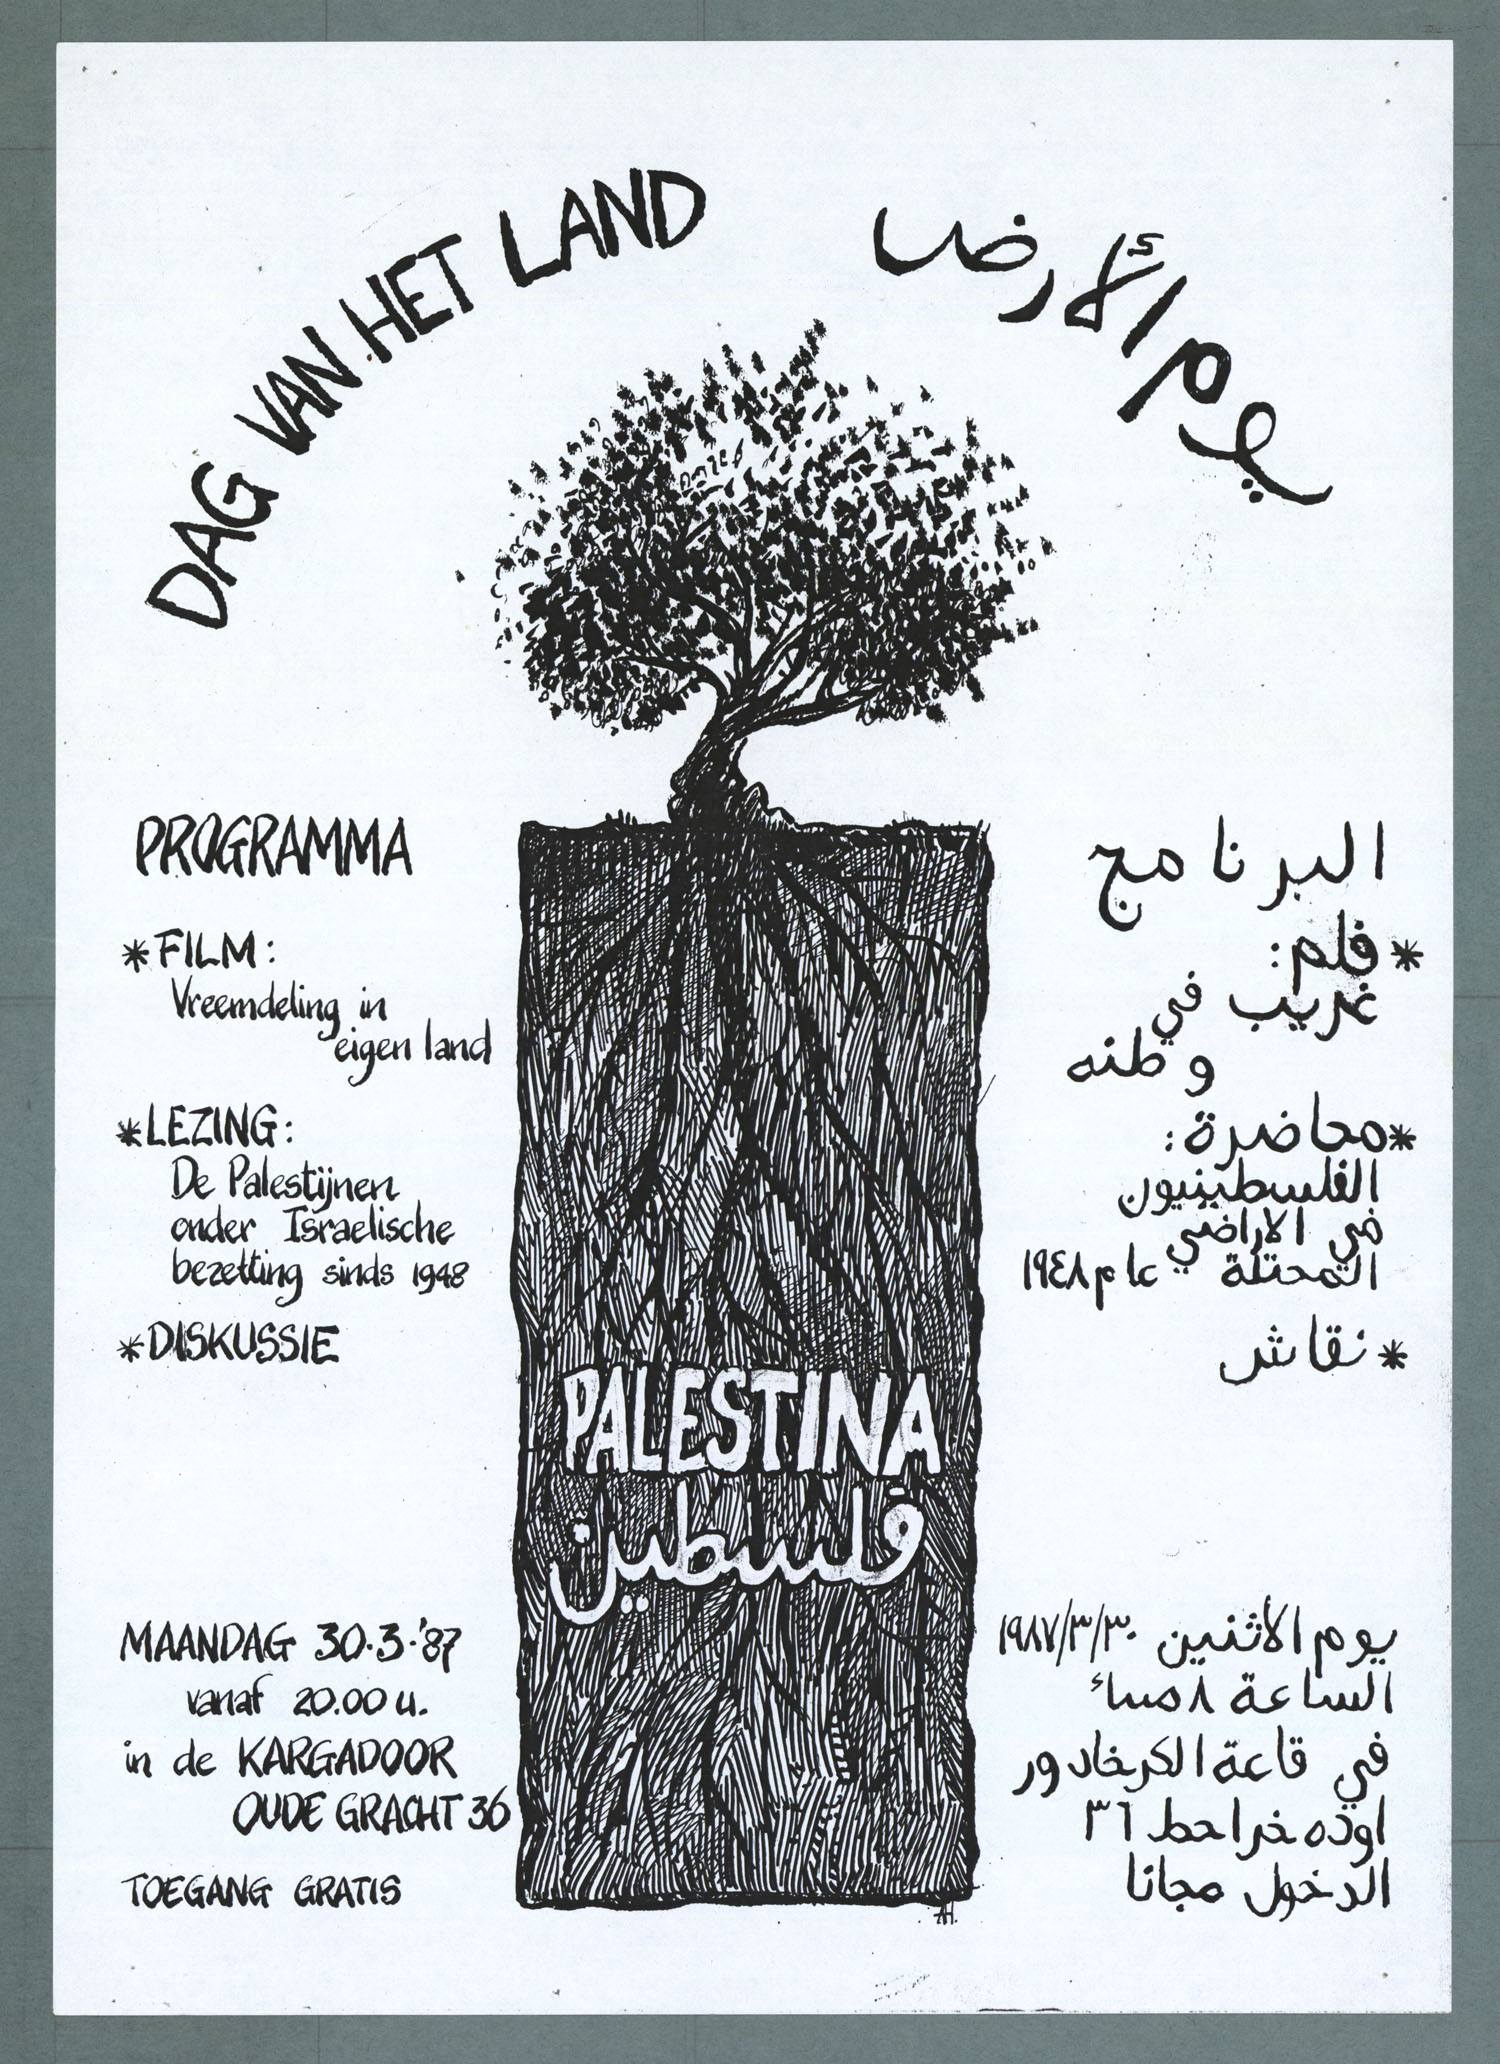 DAG VAN HET LAND
يوم الأرض
PROGRAMMA
* FILM:
Vreemdeling in
eigen land
* LEZING:
De Palestijnen
onder Israelische
bezetting sinds 1948
* DISKUSSIE
البرنامج
* فلم:
غريب في
وطنه
* محاضرة:
الفلسطينيون
في الاراضي
المحتلة عام ١٩٤٨
* نقاش
PALESTINA
فلسطين
MAANDAG 30.3.'87
vanaf 20.00 u.
in de KARGADOOR
OUDE GRACHT 36
TOEGANG GRATIS
يوم الأثنين ١٩٨٧/٣/٣٠
الساعة ٨ مساءً
في قاعة الكرخادور
اوده خراخط ٣٦
الدخول مجانا
AH.